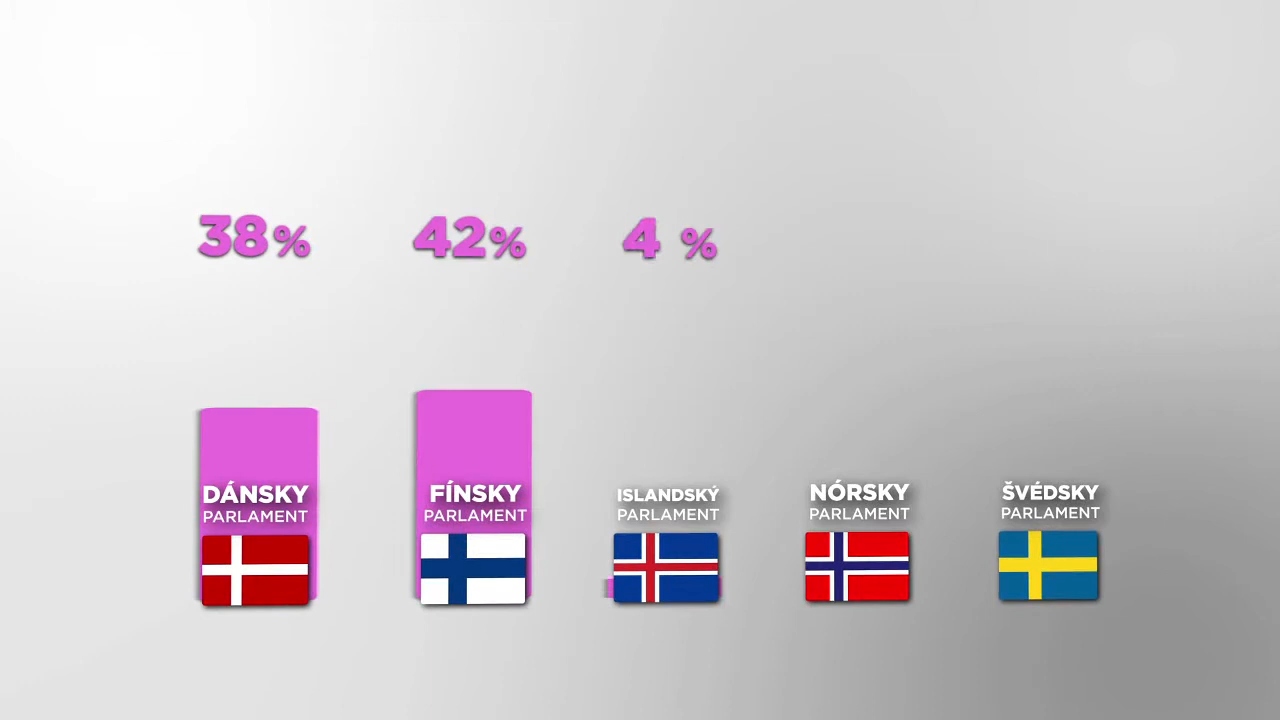 38%
42%
4 %
DÁNSKY
PARLAMENT
FÍNSKY
PARLAMENT
ISLANDSKÝ
PARLAMENT
NÓRSKY
PARLAMENT
ŠVÉDSKY
PARLAMENT